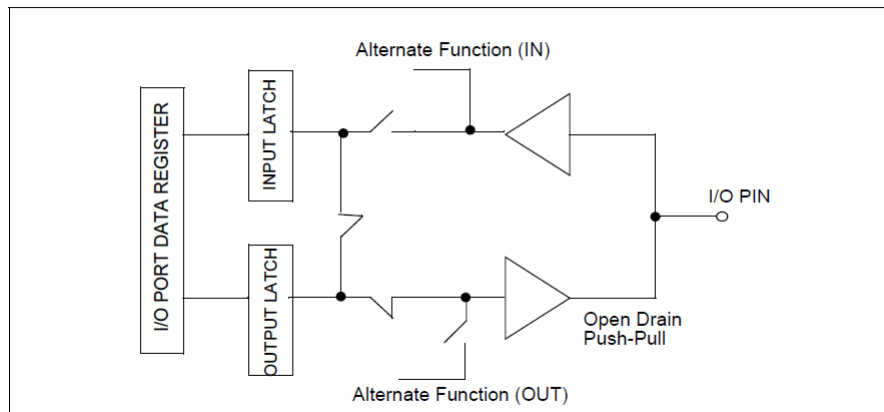 Alternate Function (IN)
I/O PORT DATA REGISTER
INPUT LATCH
I/O PIN
OUTPUT LATCH
Open Drain
Push-Pull
Alternate Function (OUT)